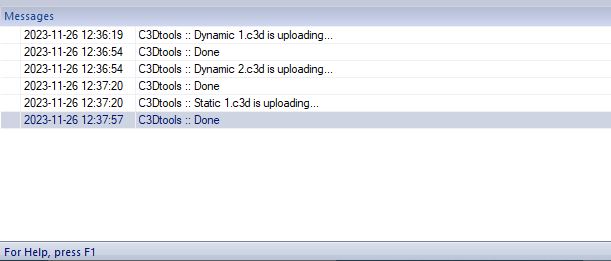 Messages
2023-11-26 12:36:19 C3Dtools :: Dynamic 1.c3d is uploading...
2023-11-26 12:36:54 C3Dtools :: Done
2023-11-26 12:36:54 C3Dtools :: Dynamic 2.c3d is uploading...
2023-11-26 12:37:20 C3Dtools :: Done
2023-11-26 12:37:20 C3Dtools :: Static 1.c3d is uploading...
2023-11-26 12:37:57 C3Dtools :: Done
For Help, press F1